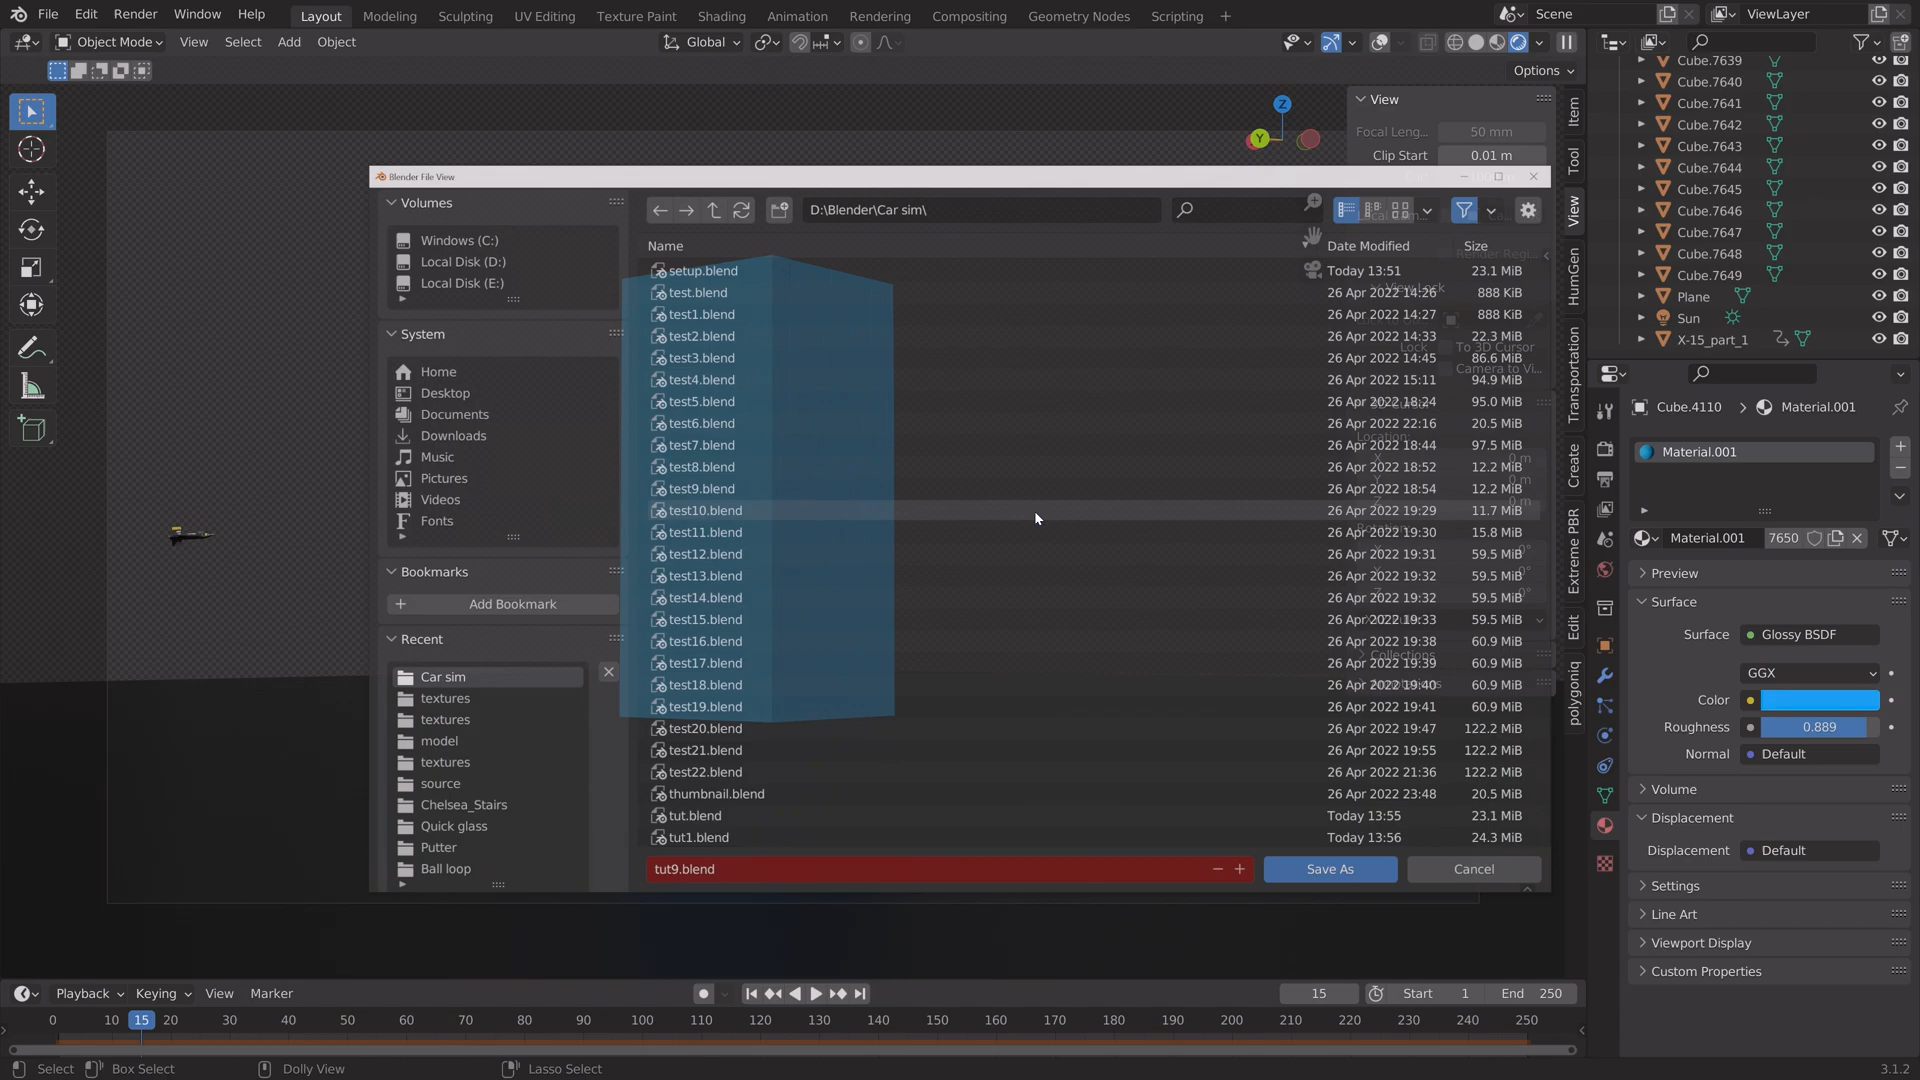 File Edit Render Window Help Layout Modeling Sculpting UV Editing Texture Paint Shading Animation Rendering Compositing Geometry Nodes Scripting + Scene ViewLayer
Object Mode View Select Add Object Global
Options
View
Focal Leng... 50 mm
Clip Start 0.01 m
Item
Tool
View
HumGen
Transportation
Create
Extreme PBR
Edit
polygoniq
Blender File View
Volumes
Windows (C:)
Local Disk (D:)
Local Disk (E:)
System
Home
Desktop
Documents
Downloads
Music
Pictures
Videos
Fonts
Bookmarks
Add Bookmark
Recent
Car sim
textures
textures
model
textures
source
Chelsea_Stairs
Quick glass
Putter
Ball loop
D:\Blender\Car sim\
Name Date Modified Size
setup.blend Today 13:51 23.1 MiB
test.blend 26 Apr 2022 14:26 888 KiB
test1.blend 26 Apr 2022 14:27 888 KiB
test2.blend 26 Apr 2022 14:33 22.3 MiB
test3.blend 26 Apr 2022 14:45 86.6 MiB
test4.blend 26 Apr 2022 15:11 94.9 MiB
test5.blend 26 Apr 2022 18:24 95.0 MiB
test6.blend 26 Apr 2022 22:16 20.5 MiB
test7.blend 26 Apr 2022 18:44 97.5 MiB
test8.blend 26 Apr 2022 18:52 12.2 MiB
test9.blend 26 Apr 2022 18:54 12.2 MiB
test10.blend 26 Apr 2022 19:29 11.7 MiB
test11.blend 26 Apr 2022 19:30 15.8 MiB
test12.blend 26 Apr 2022 19:31 59.5 MiB
test13.blend 26 Apr 2022 19:32 59.5 MiB
test14.blend 26 Apr 2022 19:32 59.5 MiB
test15.blend 26 Apr 2022 19:33 59.5 MiB
test16.blend 26 Apr 2022 19:38 60.9 MiB
test17.blend 26 Apr 2022 19:39 60.9 MiB
test18.blend 26 Apr 2022 19:40 60.9 MiB
test19.blend 26 Apr 2022 19:41 60.9 MiB
test20.blend 26 Apr 2022 19:47 122.2 MiB
test21.blend 26 Apr 2022 19:55 122.2 MiB
test22.blend 26 Apr 2022 21:36 122.2 MiB
thumbnail.blend 26 Apr 2022 23:48 20.5 MiB
tut.blend Today 13:55 23.1 MiB
tut1.blend Today 13:56 24.3 MiB
tut9.blend Save As Cancel
View Lock
Lock To 3D Cursor
Camera to Vi...
Collections
Cube.7639
Cube.7640
Cube.7641
Cube.7642
Cube.7643
Cube.7644
Cube.7645
Cube.7646
Cube.7647
Cube.7648
Cube.7649
Plane
Sun
X-15_part_1
Cube.4110 Material.001
Material.001
Material.001 7650
Preview
Surface
Surface Glossy BSDF
GGX
Color
Roughness 0.889
Normal Default
Volume
Displacement
Displacement Default
Settings
Line Art
Viewport Display
Custom Properties
Playback Keying View Marker 15 Start 1 End 250
0 10 15 20 30 40 50 60 70 80 90 100 110 120 130 140 150 160 170 180 190 200 210 220 230 240 250
Select Box Select Dolly View Lasso Select 3.1.2